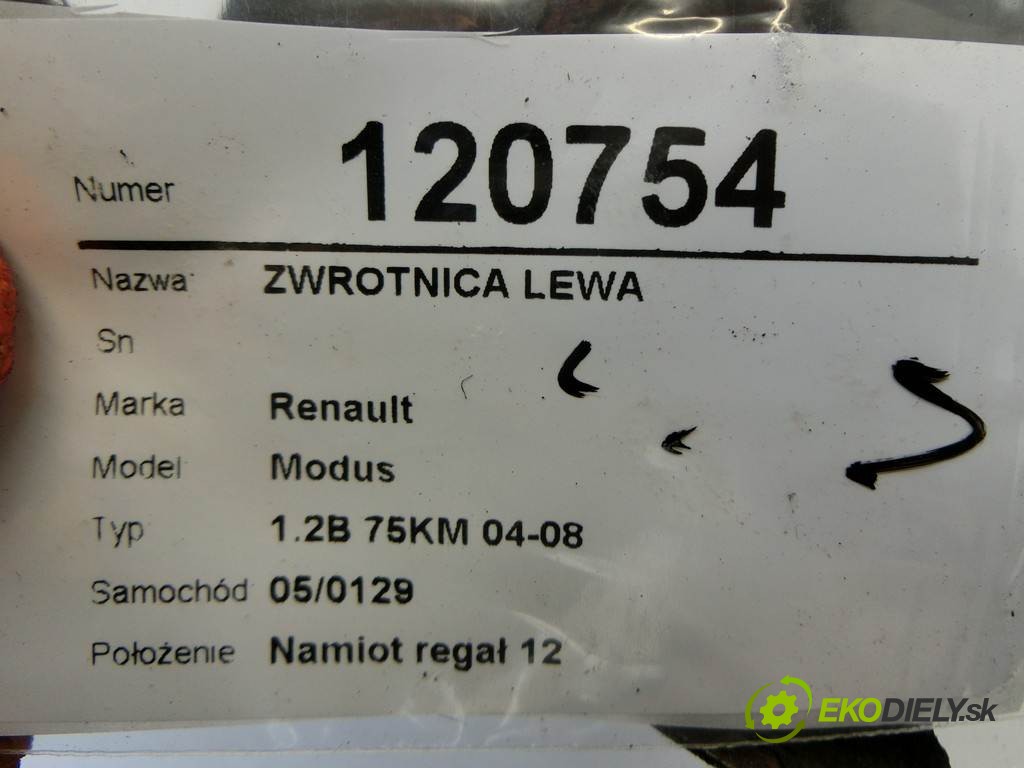 Numer 120754
Nazwa ZWROTNICA LEWA
Sn
Marka Renault
Model Modus
Typ 1.2B 75KM 04-08
Samochód 05/0129
Położenie Namiot regał 12
EKODIELY.sk